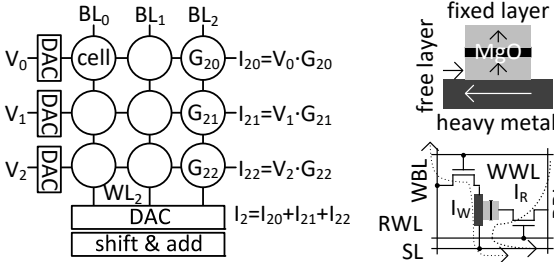 BL0 BL1 BL2
V0 DAC cell G20 I20=V0·G20
V1 DAC G21 I21=V1·G21
V2 DAC G22 I22=V2·G22
WL2
DAC I2=I20+I21+I22
shift & add
fixed layer
MgO
free layer
heavy metal
WBL
WWL
IW
IR
RWL
SL